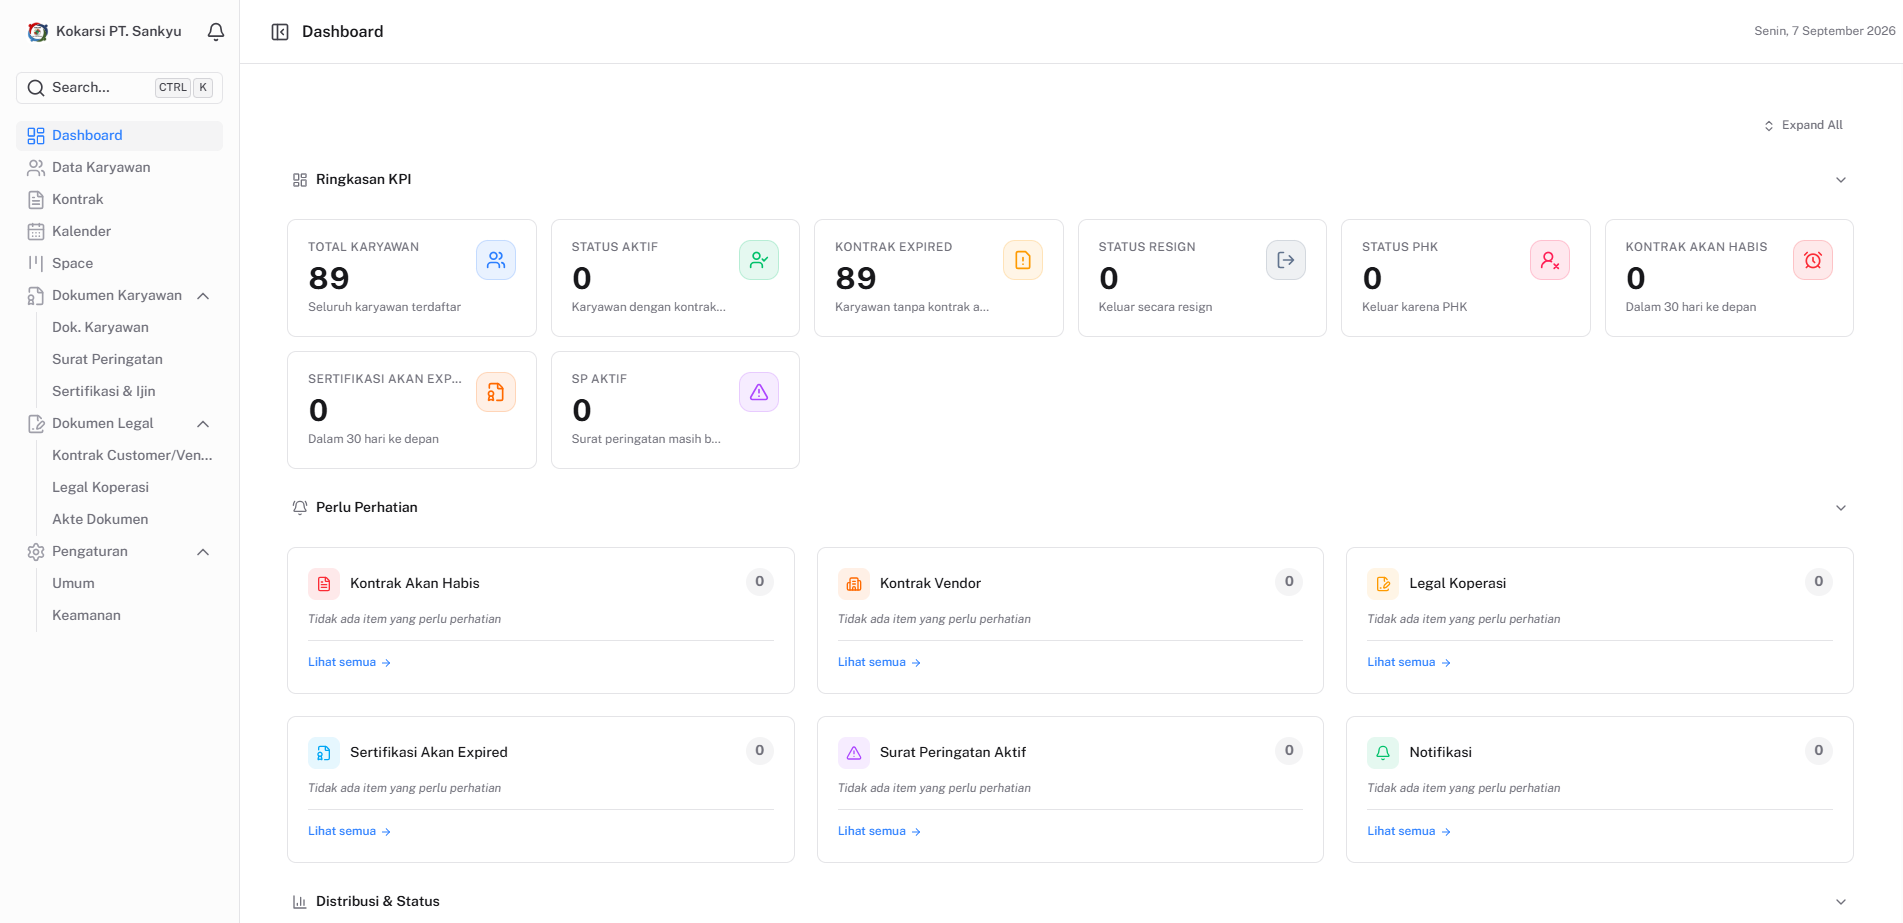 Kokarsi PT. Sankyu
Dashboard
Senin, 7 September 2026
Search...
CTRL K
Dashboard
Data Karyawan
Kontrak
Kalender
Space
Dokumen Karyawan
Dok. Karyawan
Surat Peringatan
Sertifikasi & Ijin
Dokumen Legal
Kontrak Customer/Ven...
Legal Koperasi
Akte Dokumen
Pengaturan
Umum
Keamanan
Expand All
Ringkasan KPI
TOTAL KARYAWAN
89
Seluruh karyawan terdaftar
STATUS AKTIF
0
Karyawan dengan kontrak...
KONTRAK EXPIRED
89
Karyawan tanpa kontrak a...
STATUS RESIGN
0
Keluar secara resign
STATUS PHK
0
Keluar karena PHK
KONTRAK AKAN HABIS
0
Dalam 30 hari ke depan
SERTIFIKASI AKAN EXP...
0
Dalam 30 hari ke depan
SP AKTIF
0
Surat peringatan masih b...
Perlu Perhatian
Kontrak Akan Habis
0
Tidak ada item yang perlu perhatian
Lihat semua →
Kontrak Vendor
0
Tidak ada item yang perlu perhatian
Lihat semua →
Legal Koperasi
0
Tidak ada item yang perlu perhatian
Lihat semua →
Sertifikasi Akan Expired
0
Tidak ada item yang perlu perhatian
Lihat semua →
Surat Peringatan Aktif
0
Tidak ada item yang perlu perhatian
Lihat semua →
Notifikasi
0
Tidak ada item yang perlu perhatian
Lihat semua →
Distribusi & Status